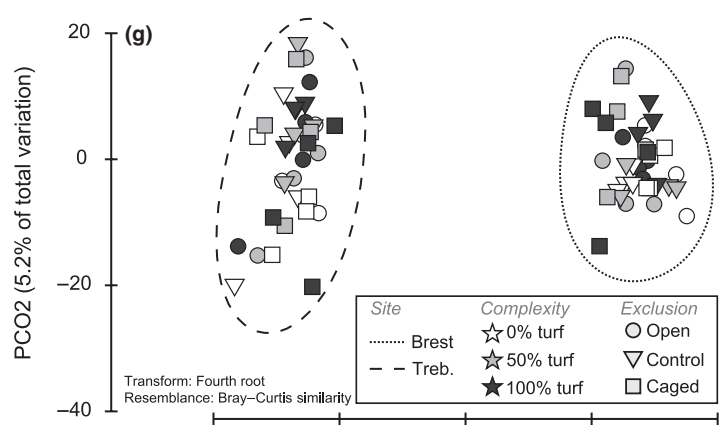 (g)
20
0
−20
−40
PCO2 (5.2% of total variation)
Site Complexity Exclusion
Brest 0% turf Open
Treb. 50% turf Control
100% turf Caged
Transform: Fourth root
Resemblance: Bray–Curtis similarity